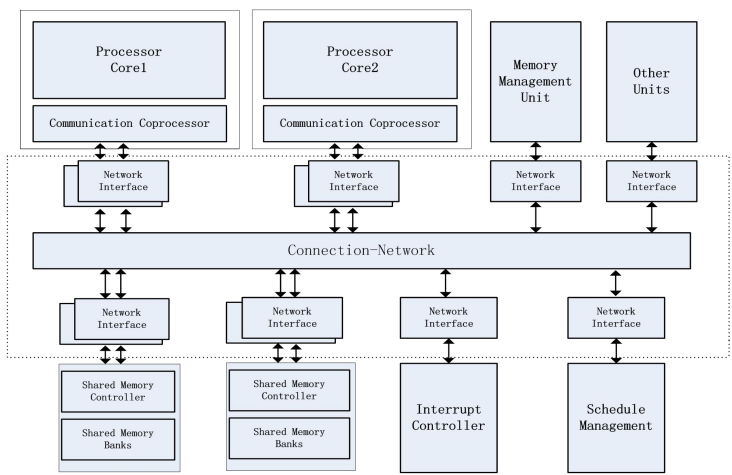 Processor
Core1
Communication Coprocessor
Processor
Core2
Communication Coprocessor
Memory
Management
Unit
Other
Units
Network
Interface
Network
Interface
Network
Interface
Network
Interface
Connection-Network
Network
Interface
Network
Interface
Network
Interface
Network
Interface
Shared Memory
Controller
Shared Memory
Banks
Shared Memory
Controller
Shared Memory
Banks
Interrupt
Controller
Schedule
Management